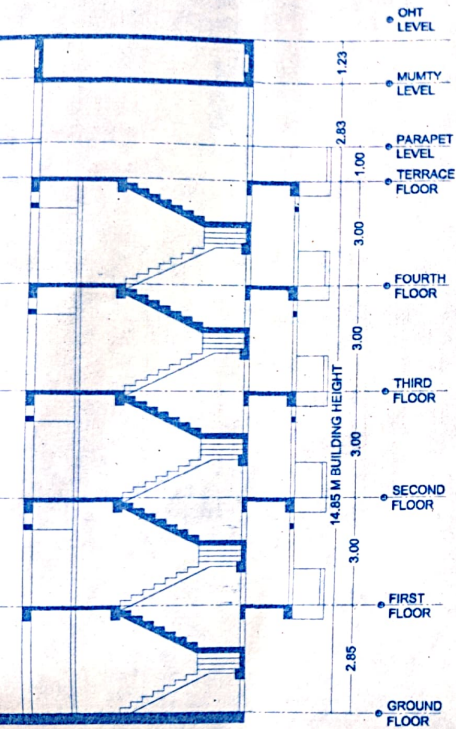 OHT
LEVEL
1.23
MUMTY
LEVEL
2.83
PARAPET
LEVEL
1.00
TERRACE
FLOOR
3.00
FOURTH
FLOOR
3.00
THIRD
FLOOR
14.85 M BUILDING HEIGHT
3.00
SECOND
FLOOR
3.00
FIRST
FLOOR
2.85
GROUND
FLOOR